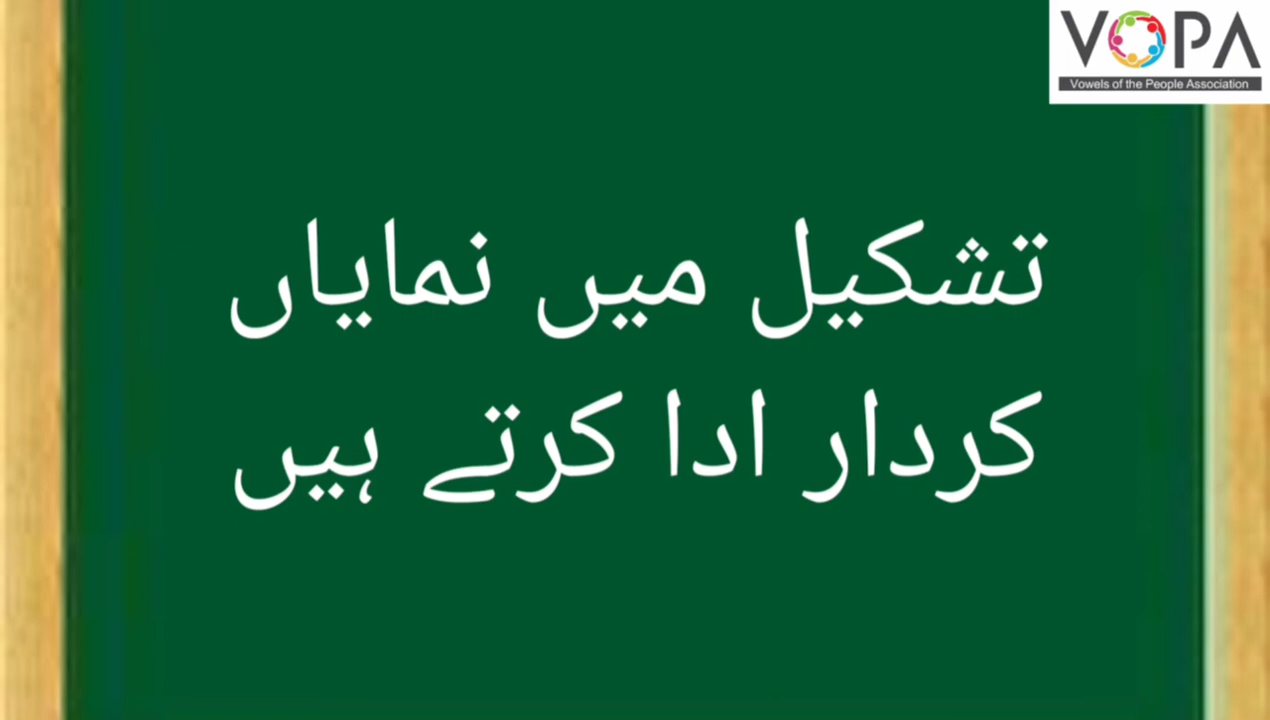 VOPA
Vowels of the People Association
تشکیل میں نمایاں
کردار ادا کرتے ہیں